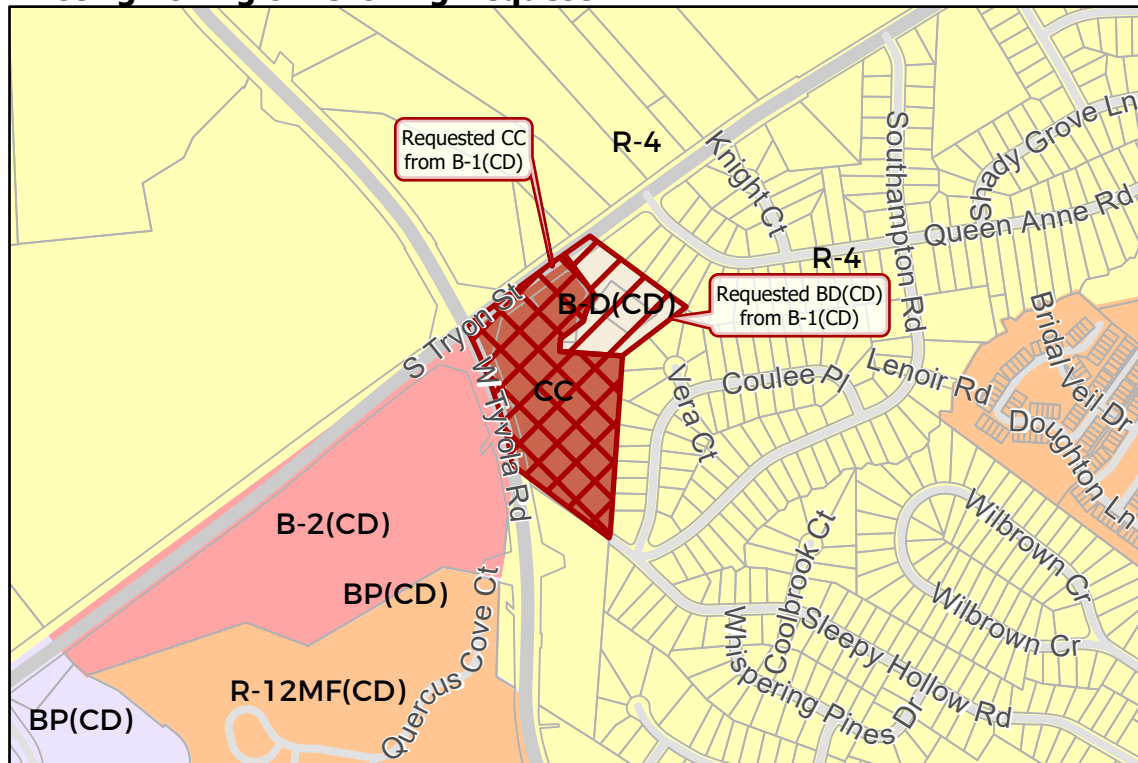 Requested CC
from B-1(CD)
R-4
Knight Ct
Southampton Rd
Shady Grove Ln
Queen Anne Rd
R-4
B-D(CD)
Requested BD(CD)
from B-1(CD)
S Tryon St
W Tyvola Rd
CC
Vera Ct
Coulee Pl
Lenoir Rd
Bridal Veil Dr
Doughton Ln
B-2(CD)
BP(CD)
Quercus Cove Ct
R-12MF(CD)
BP(CD)
Coolbrook Ct
Wilbrown Cr
Wilbrown Cr
Whispering Pines Dr
Sleepy Hollow Rd